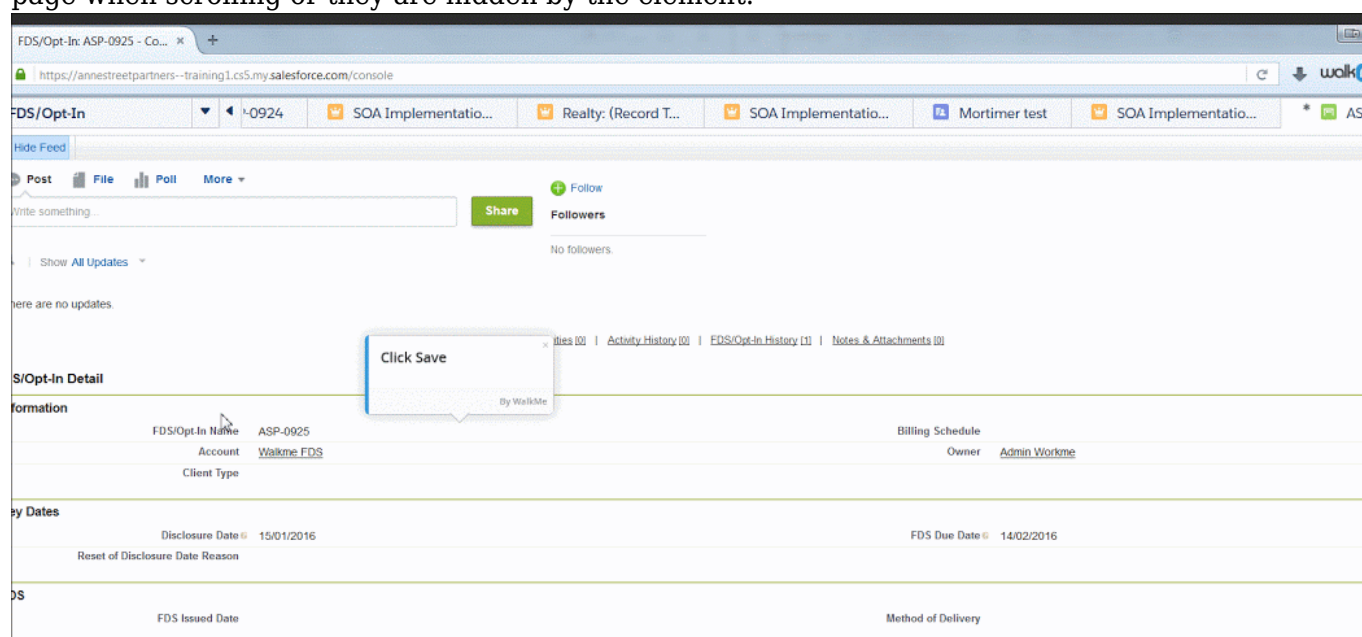 page when scrolling or they are hidden by the element.
FDS/Opt-In: ASP-0925 - Co... × +
https://annestreetpartners--training1.cs5.my.salesforce.com/console
FDS/Opt-In -0924 SOA Implementatio... Realty: (Record T... SOA Implementatio... Mortimer test SOA Implementatio... * AS
Hide Feed
Post File Poll More
Write something...
Share
Follow
Followers
No followers.
Show All Updates
here are no updates.
ities [0] | Activity History [0] | FDS/Opt-In History [1] | Notes & Attachments [0]
Click Save ×
By WalkMe
S/Opt-In Detail
formation
FDS/Opt-In Name ASP-0925 Billing Schedule
Account Walkme FDS Owner Admin Workme
Client Type
ey Dates
Disclosure Date 15/01/2016 FDS Due Date 14/02/2016
Reset of Disclosure Date Reason
DS
FDS Issued Date Method of Delivery